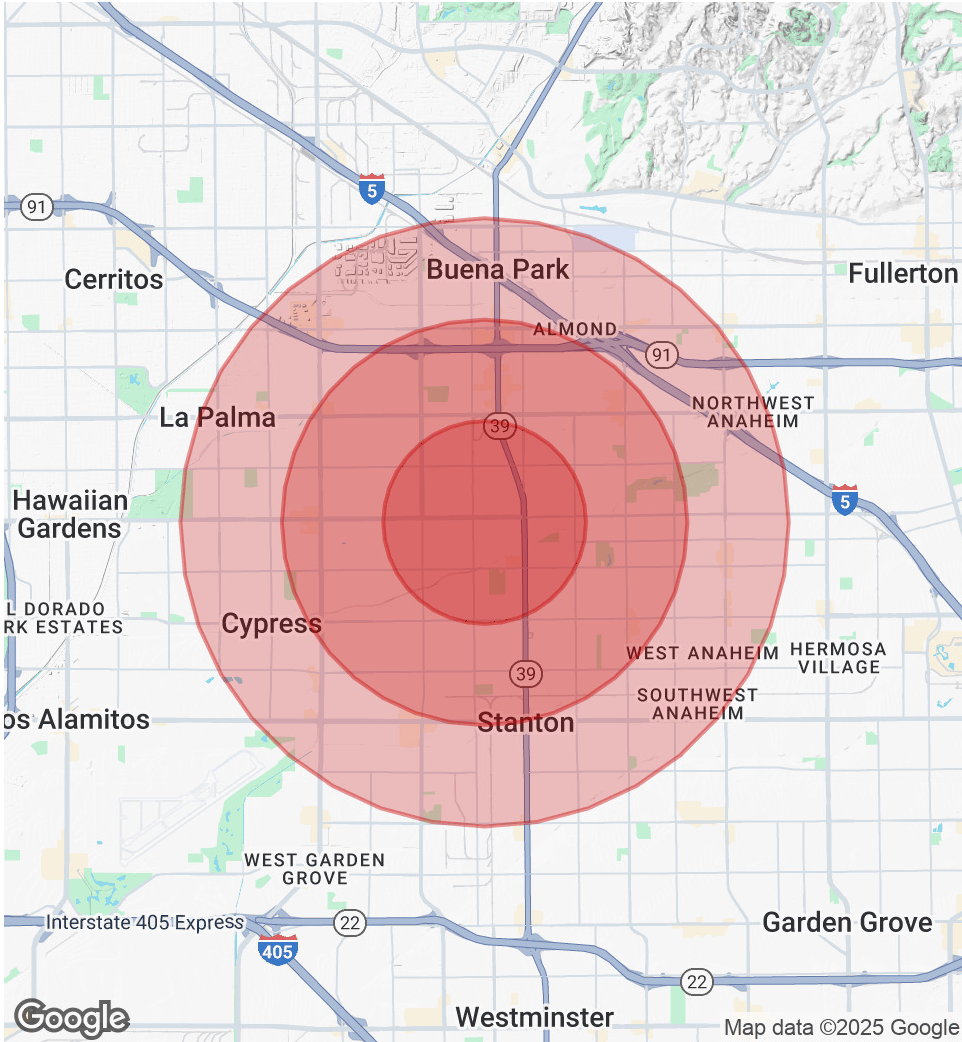 5
91
Cerritos
Buena Park
Fullerton
ALMOND
91
NORTHWEST
ANAHEIM
La Palma
39
Hawaiian
Gardens
5
L DORADO
RK ESTATES
Cypress
WEST ANAHEIM
HERMOSA
VILLAGE
39
SOUTHWEST
ANAHEIM
os Alamitos
Stanton
WEST GARDEN
GROVE
Interstate 405 Express
22
Garden Grove
405
22
Google
Westminster
Map data ©2025 Google